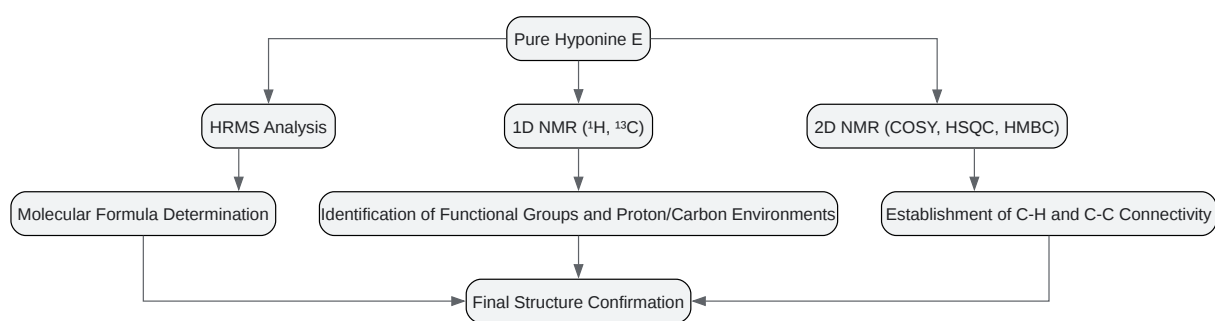 Pure Hyponine E
HRMS Analysis
1D NMR (¹H, ¹³C)
2D NMR (COSY, HSQC, HMBC)
Molecular Formula Determination
Identification of Functional Groups and Proton/Carbon Environments
Establishment of C-H and C-C Connectivity
Final Structure Confirmation